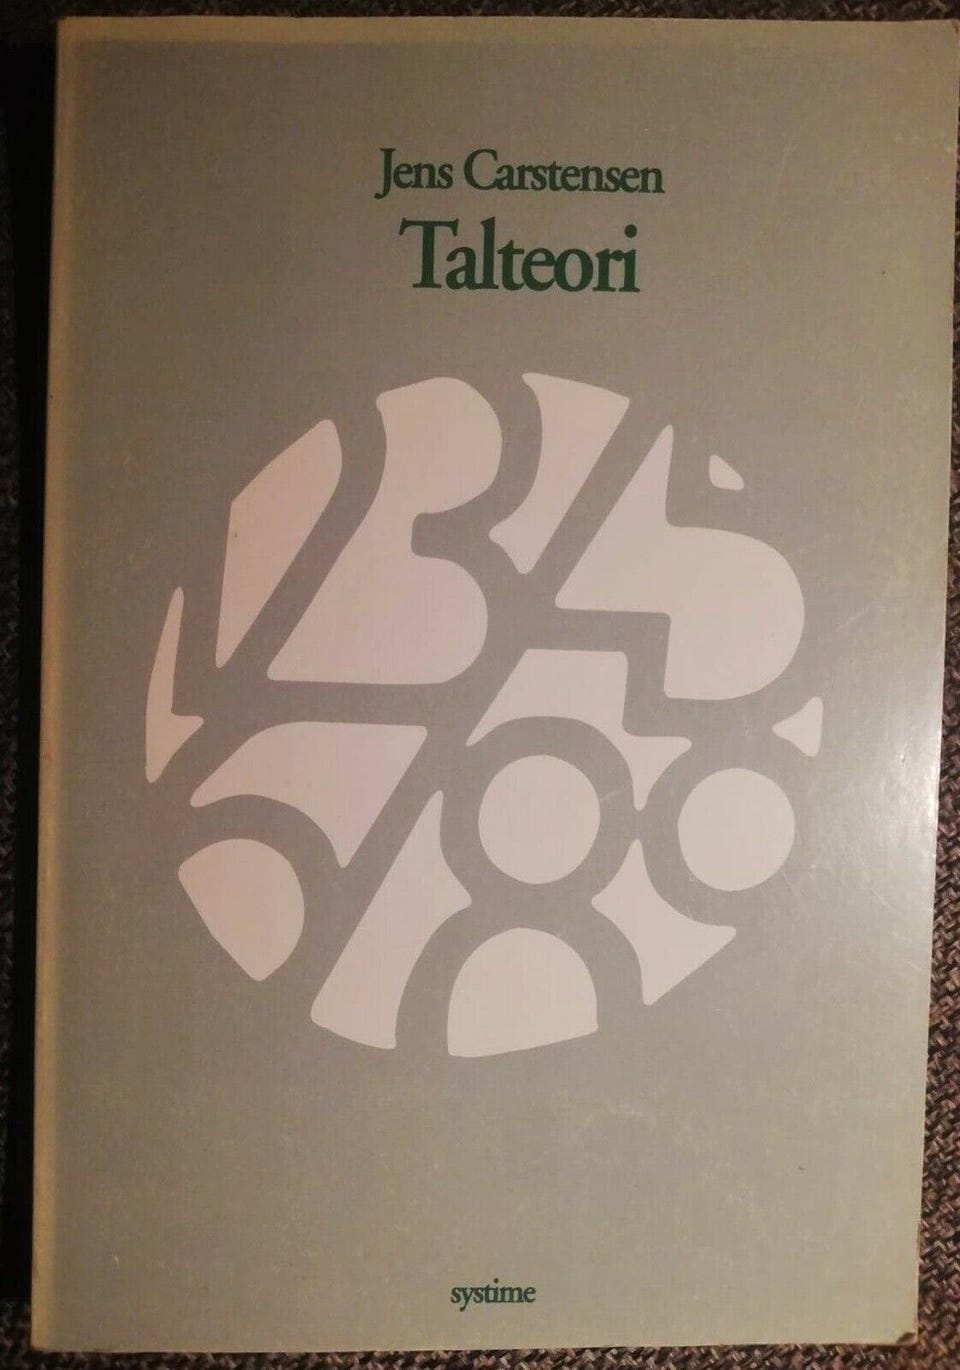 Jens Carstensen
Talteori
systime